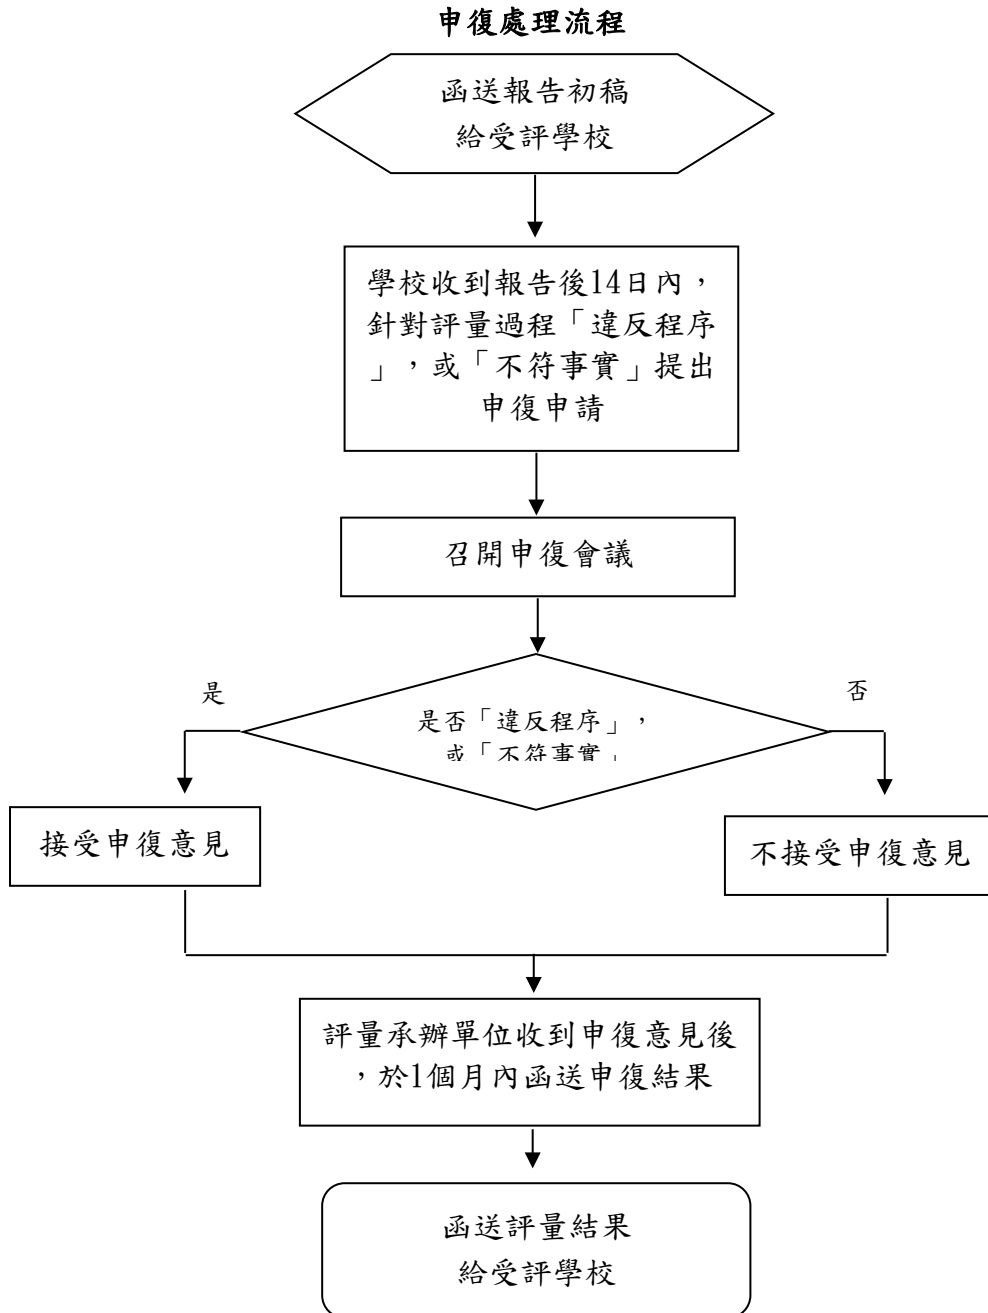 申復處理流程
函送報告初稿
給受評學校
學校收到報告後14日內，
針對評量過程「違反程序
」，或「不符事實」提出
申復申請
召開申復會議
是
否
是否「違反程序」，
或「不符事實」
接受申復意見
不接受申復意見
評量承辦單位收到申復意見後
，於1個月內函送申復結果
函送評量結果
給受評學校